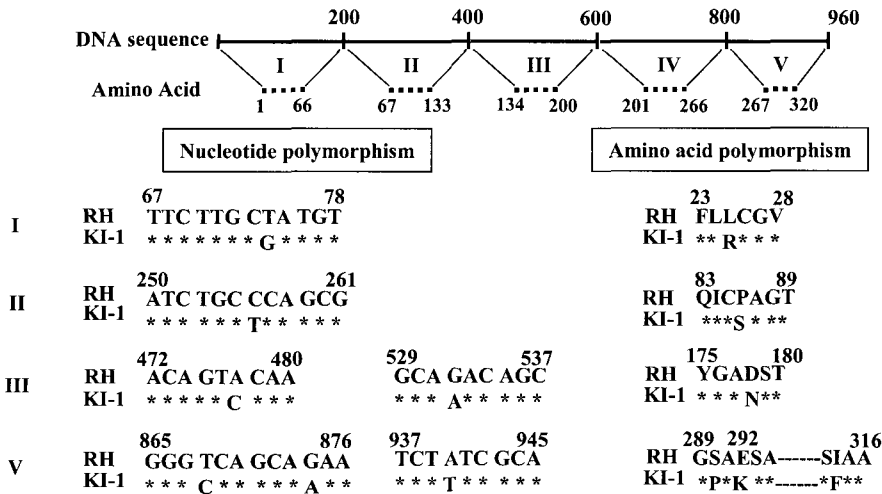 200 400 600 800 960
DNA sequence
I II III IV V
Amino Acid
1 66 67 133 134 200 201 266 267 320
Nucleotide polymorphism Amino acid polymorphism
67 78 23 28
I RH TTC TTG CTA TGT RH FLLCGV
KI-1 * * * * * * * G * * * * KI-1 ** R* * *
250 261 83 89
II RH ATC TGC CCA GCG RH QICPAGT
KI-1 * * * * * * T * * * * * KI-1 ***S * **
472 480 529 537 175 180
III RH ACA GTA CAA GCA GAC AGC RH YGADST
KI-1 * * * * * C * * * * * * A * * * * * KI-1 * * * N**
865 876 937 945 289 292 316
V RH GGG TCA GCA GAA TCT ATC GCA RH GSAESA------SIAA
KI-1 * * * C * * * * * A * * * * * T * * * * * KI-1 *P*K **------*F**